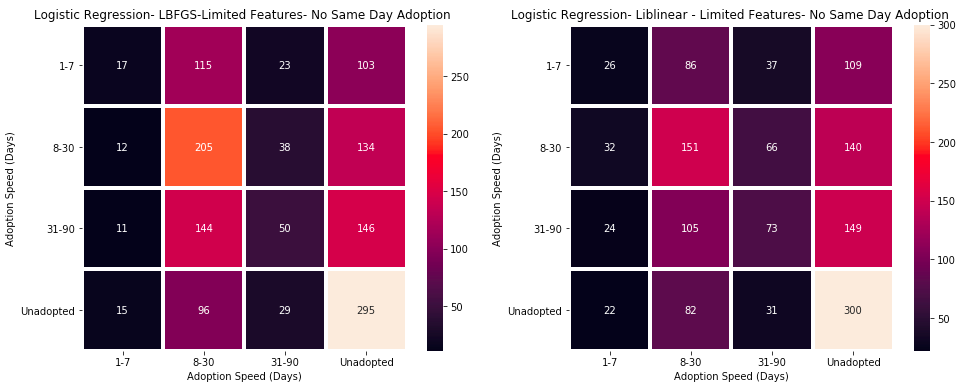 Logistic Regression- LBFGS-Limited Features- No Same Day Adoption
Adoption Speed (Days)
1-7 17 115 23 103
8-30 12 205 38 134
31-90 11 144 50 146
Unadopted 15 96 29 295
1-7 8-30 31-90 Unadopted
Adoption Speed (Days)
250
200
150
100
50
Logistic Regression- Liblinear - Limited Features- No Same Day Adoption
Adoption Speed (Days)
1-7 26 86 37 109
8-30 32 151 66 140
31-90 24 105 73 149
Unadopted 22 82 31 300
1-7 8-30 31-90 Unadopted
Adoption Speed (Days)
300
250
200
150
100
50